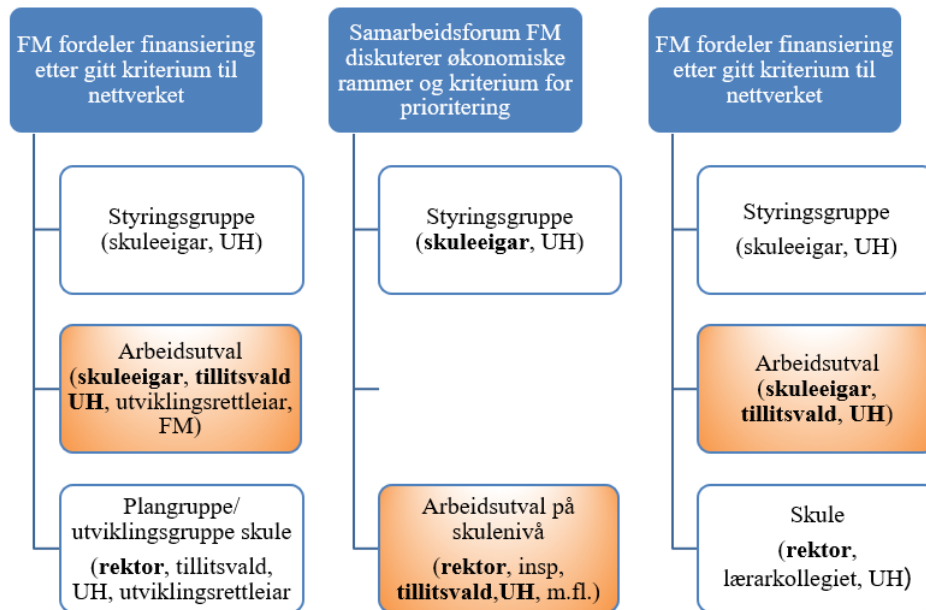 FM fordeler finansiering
etter gitt kriterium til
nettverket
Styringsgruppe
(skuleeigar, UH)
Arbeidsutval
(skuleeigar, tillitsvald
UH, utviklingsrettleiar,
FM)
Plangruppe/
utviklingsgruppe skule
(rektor, tillitsvald,
UH, utviklingsrettleiar
Samarbeidsforum FM
diskuterer økonomiske
rammer og kriterium for
prioritering
Styringsgruppe
(skuleeigar, UH)
Arbeidsutval på
skulenivå
(rektor, insp,
tillitsvald,UH, m.fl.)
FM fordeler finansiering
etter gitt kriterium til
nettverket
Styringsgruppe
(skuleeigar, UH)
Arbeidsutval
(skuleeigar,
tillitsvald, UH)
Skule
(rektor,
lærarkollegiet, UH)